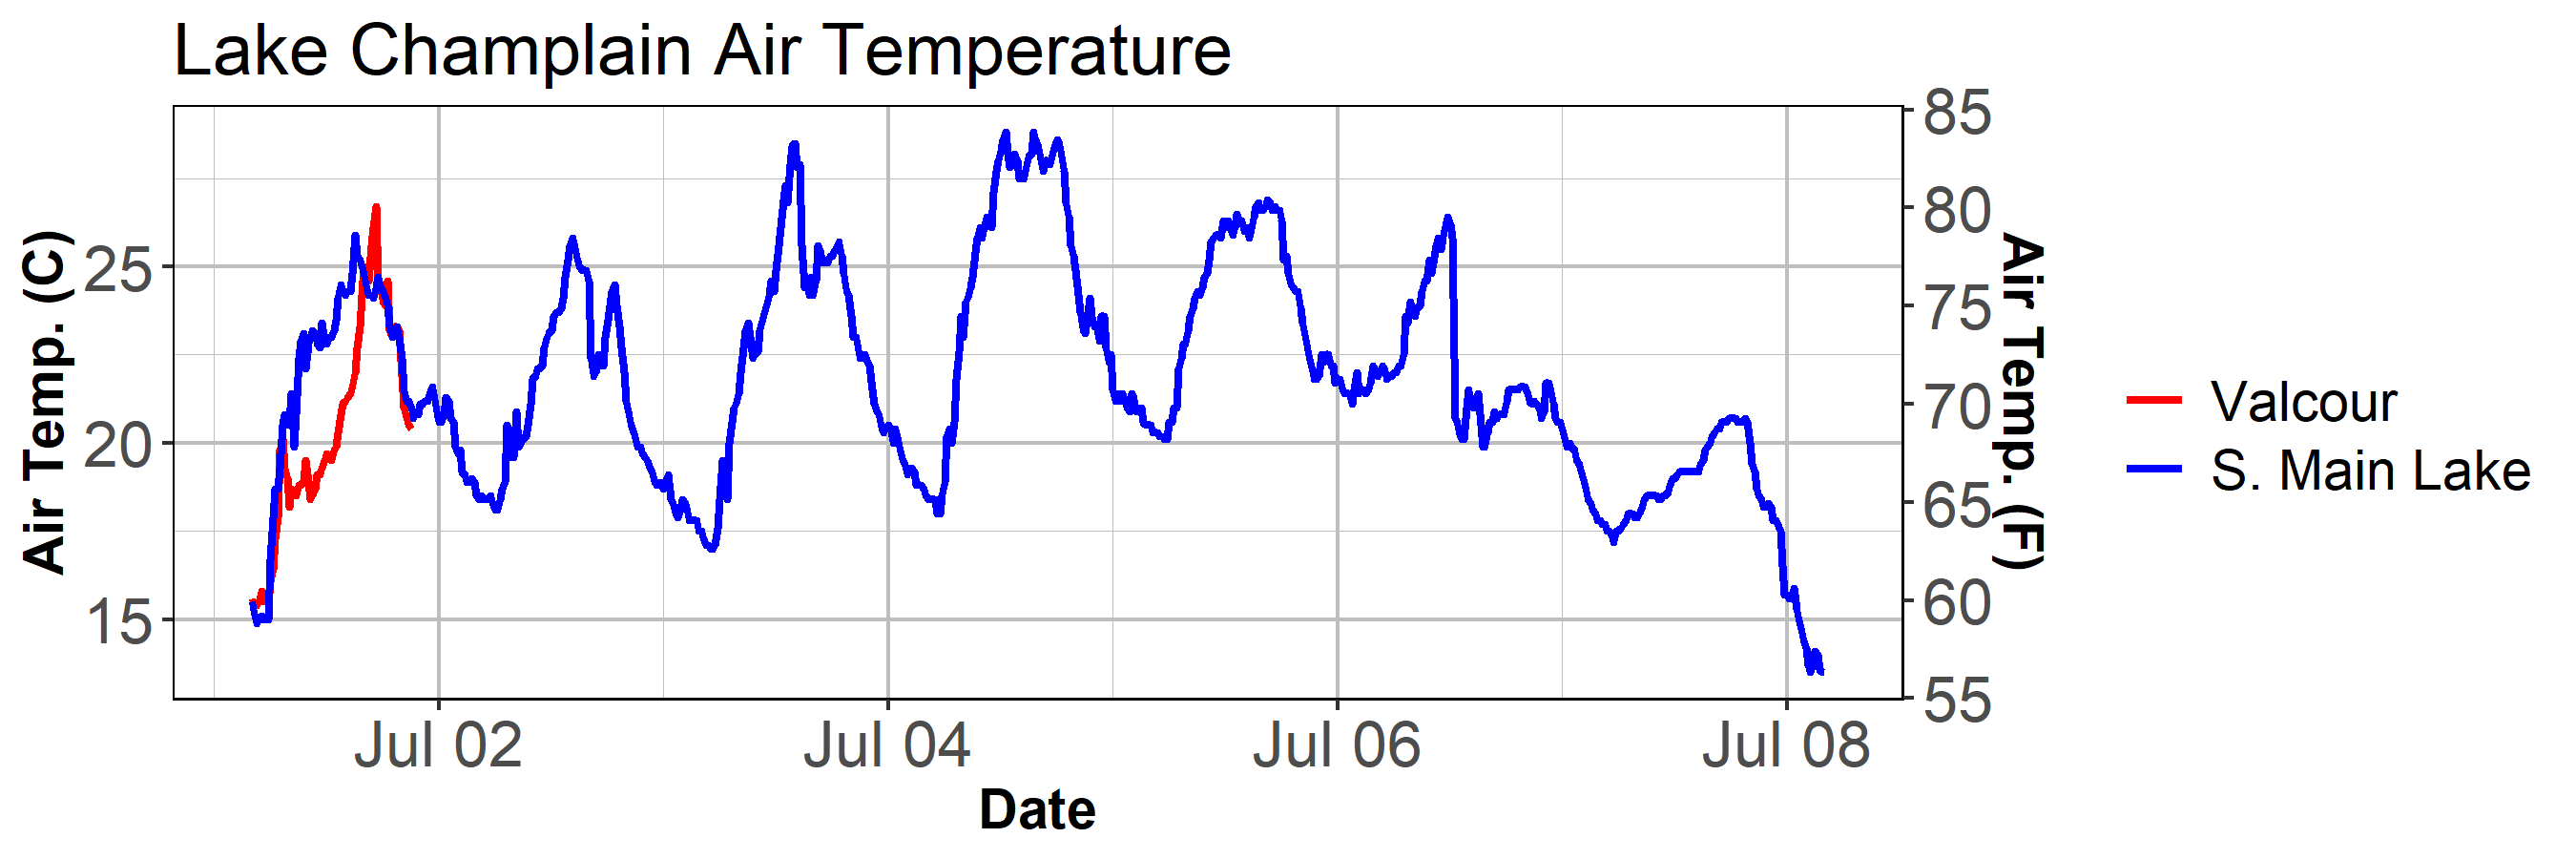 Lake Champlain Air Temperature
Air Temp. (C)
25
20
15
85
80
75
70
65
60
55
Air Temp. (F)
Jul 02 Jul 04 Jul 06 Jul 08
Date
Valcour
S. Main Lake